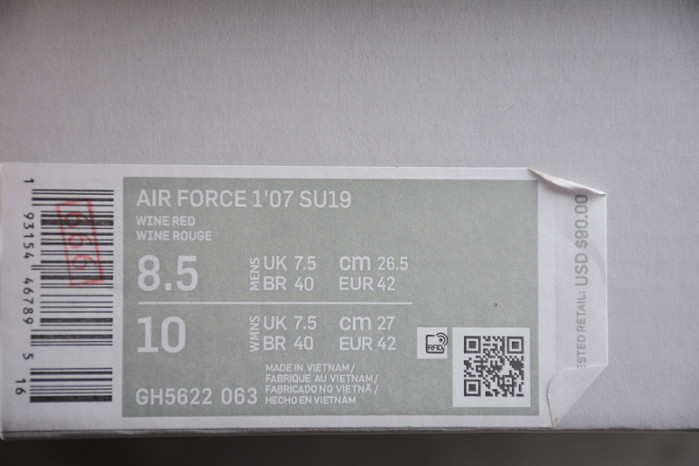 AIR FORCE 1'07 SU19
WINE RED
WINE ROUGE
8.5 MENS UK 7.5 cm 26.5
BR 40 EUR 42
10 WMNS UK 7.5 cm 27
BR 40 EUR 42
MADE IN VIETNAM/
FABRIQUE AU VIETNAM/
FABRICADO NO VIETNÃ/
HECHO EN VIETNAM
GH5622 063
RFID
1 93154 46789 5
16
666
ESTED RETAIL: USD $90.00